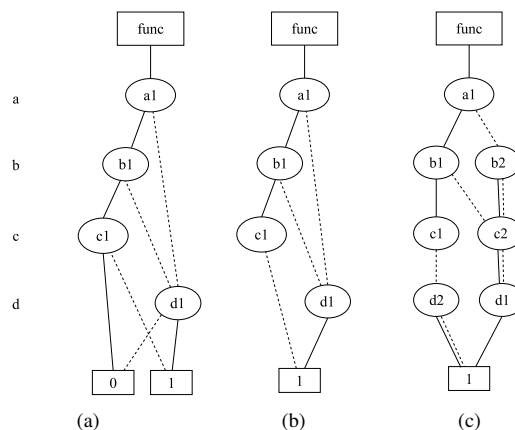 func func func
a a1 a1 a1
b b1 b1 b1 b2
c c1 c1 c1 c2
d d1 d1 d2 d1
0 1 1 1
(a) (b) (c)